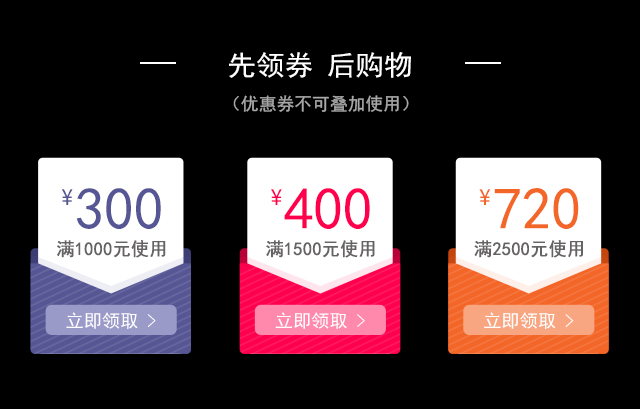 先领券 后购物
（优惠券不可叠加使用）
¥300
满1000元使用
立即领取 >
¥400
满1500元使用
立即领取 >
¥720
满2500元使用
立即领取 >